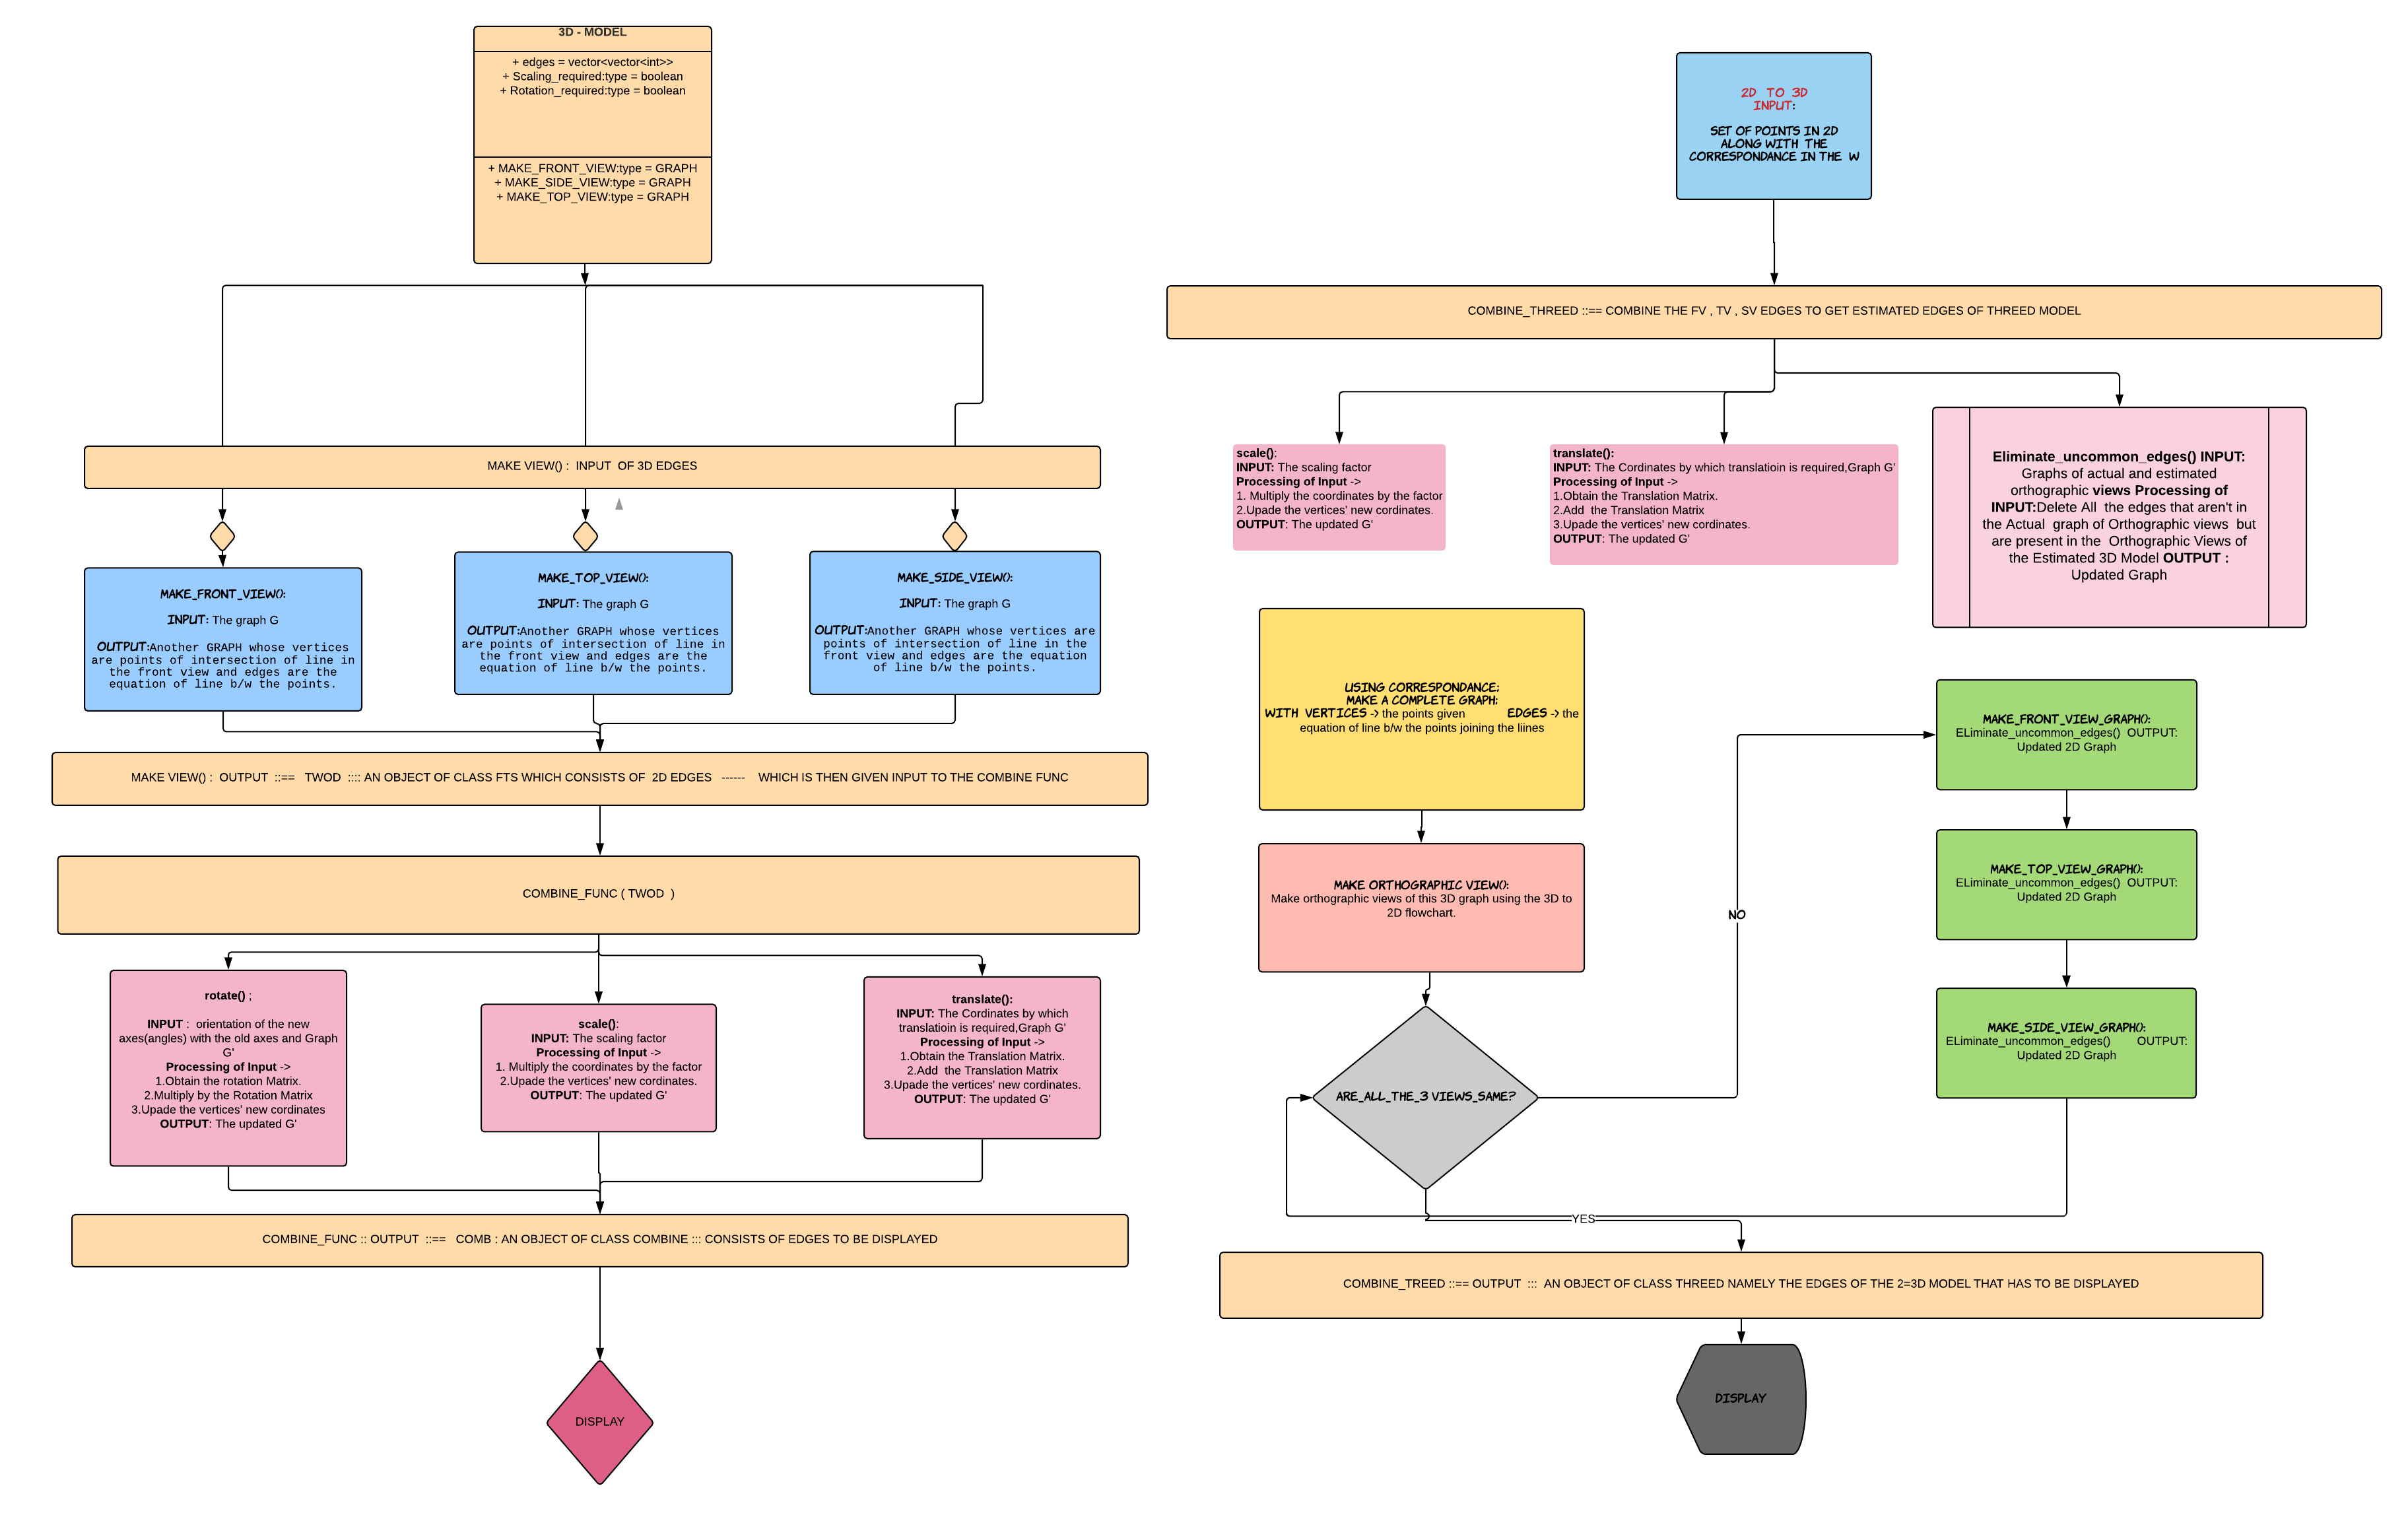 3D - MODEL
+ edges = vector<vector<int>>
+ Scaling_required:type = boolean
+ Rotation_required:type = boolean
+ MAKE_FRONT_VIEW:type = GRAPH
+ MAKE_SIDE_VIEW:type = GRAPH
+ MAKE_TOP_VIEW:type = GRAPH
MAKE VIEW() : INPUT OF 3D EDGES
MAKE_FRONT_VIEW():
INPUT: The graph G
OUTPUT:Another GRAPH whose vertices
are points of intersection of line in
the front view and edges are the
equation of line b/w the points.
MAKE_TOP_VIEW():
INPUT: The graph G
OUTPUT:Another GRAPH whose vertices
are points of intersection of line in
the front view and edges are the
equation of line b/w the points.
MAKE_SIDE_VIEW():
INPUT: The graph G
OUTPUT:Another GRAPH whose vertices are
points of intersection of line in the
front view and edges are the equation
of line b/w the points.
MAKE VIEW() : OUTPUT ::== TWOD :::: AN OBJECT OF CLASS FTS WHICH CONSISTS OF 2D EDGES ------ WHICH IS THEN GIVEN INPUT TO THE COMBINE FUNC
COMBINE_FUNC ( TWOD )
rotate() ;
INPUT : orientation of the new
axes(angles) with the old axes and Graph
G'
Processing of Input ->
1.Obtain the rotation Matrix.
2.Multiply by the Rotation Matrix
3.Upade the vertices' new cordinates
OUTPUT: The updated G'
scale():
INPUT: The scaling factor
Processing of Input ->
1. Multiply the coordinates by the factor
2.Upade the vertices' new cordinates.
OUTPUT: The updated G'
translate():
INPUT: The Cordinates by which
translatioin is required,Graph G'
Processing of Input ->
1.Obtain the Translation Matrix.
2.Add the Translation Matrix
3.Upade the vertices' new cordinates.
OUTPUT: The updated G'
COMBINE_FUNC :: OUTPUT ::== COMB : AN OBJECT OF CLASS COMBINE ::: CONSISTS OF EDGES TO BE DISPLAYED
DISPLAY
2D TO 3D
INPUT:
SET OF POINTS IN 2D
ALONG WITH THE
CORRESPONDANCE IN THE W
COMBINE_THREED ::== COMBINE THE FV , TV , SV EDGES TO GET ESTIMATED EDGES OF THREED MODEL
scale():
INPUT: The scaling factor
Processing of Input ->
1. Multiply the coordinates by the factor
2.Upade the vertices' new cordinates.
OUTPUT: The updated G'
translate():
INPUT: The Cordinates by which translatioin is required,Graph G'
Processing of Input ->
1.Obtain the Translation Matrix.
2.Add the Translation Matrix
3.Upade the vertices' new cordinates.
OUTPUT: The updated G'
Eliminate_uncommon_edges() INPUT:
Graphs of actual and estimated
orthographic views Processing of
INPUT:Delete All the edges that aren't in
the Actual graph of Orthographic views but
are present in the Orthographic Views of
the Estimated 3D Model OUTPUT :
Updated Graph
USING CORRESPONDANCE:
MAKE A COMPLETE GRAPH:
WITH VERTICES -> the points given EDGES -> the
equation of line b/w the points joining the liines
MAKE ORTHOGRAPHIC VIEW():
Make orthographic views of this 3D graph using the 3D to
2D flowchart.
ARE_ALL_THE_3 VIEWS_SAME?
NO
YES
MAKE_FRONT_VIEW_GRAPH():
ELiminate_uncommon_edges() OUTPUT:
Updated 2D Graph
MAKE_TOP_VIEW_GRAPH():
ELiminate_uncommon_edges() OUTPUT:
Updated 2D Graph
MAKE_SIDE_VIEW_GRAPH():
ELiminate_uncommon_edges() OUTPUT:
Updated 2D Graph
COMBINE_TREED ::== OUTPUT ::: AN OBJECT OF CLASS THREED NAMELY THE EDGES OF THE 2=3D MODEL THAT HAS TO BE DISPLAYED
DISPLAY